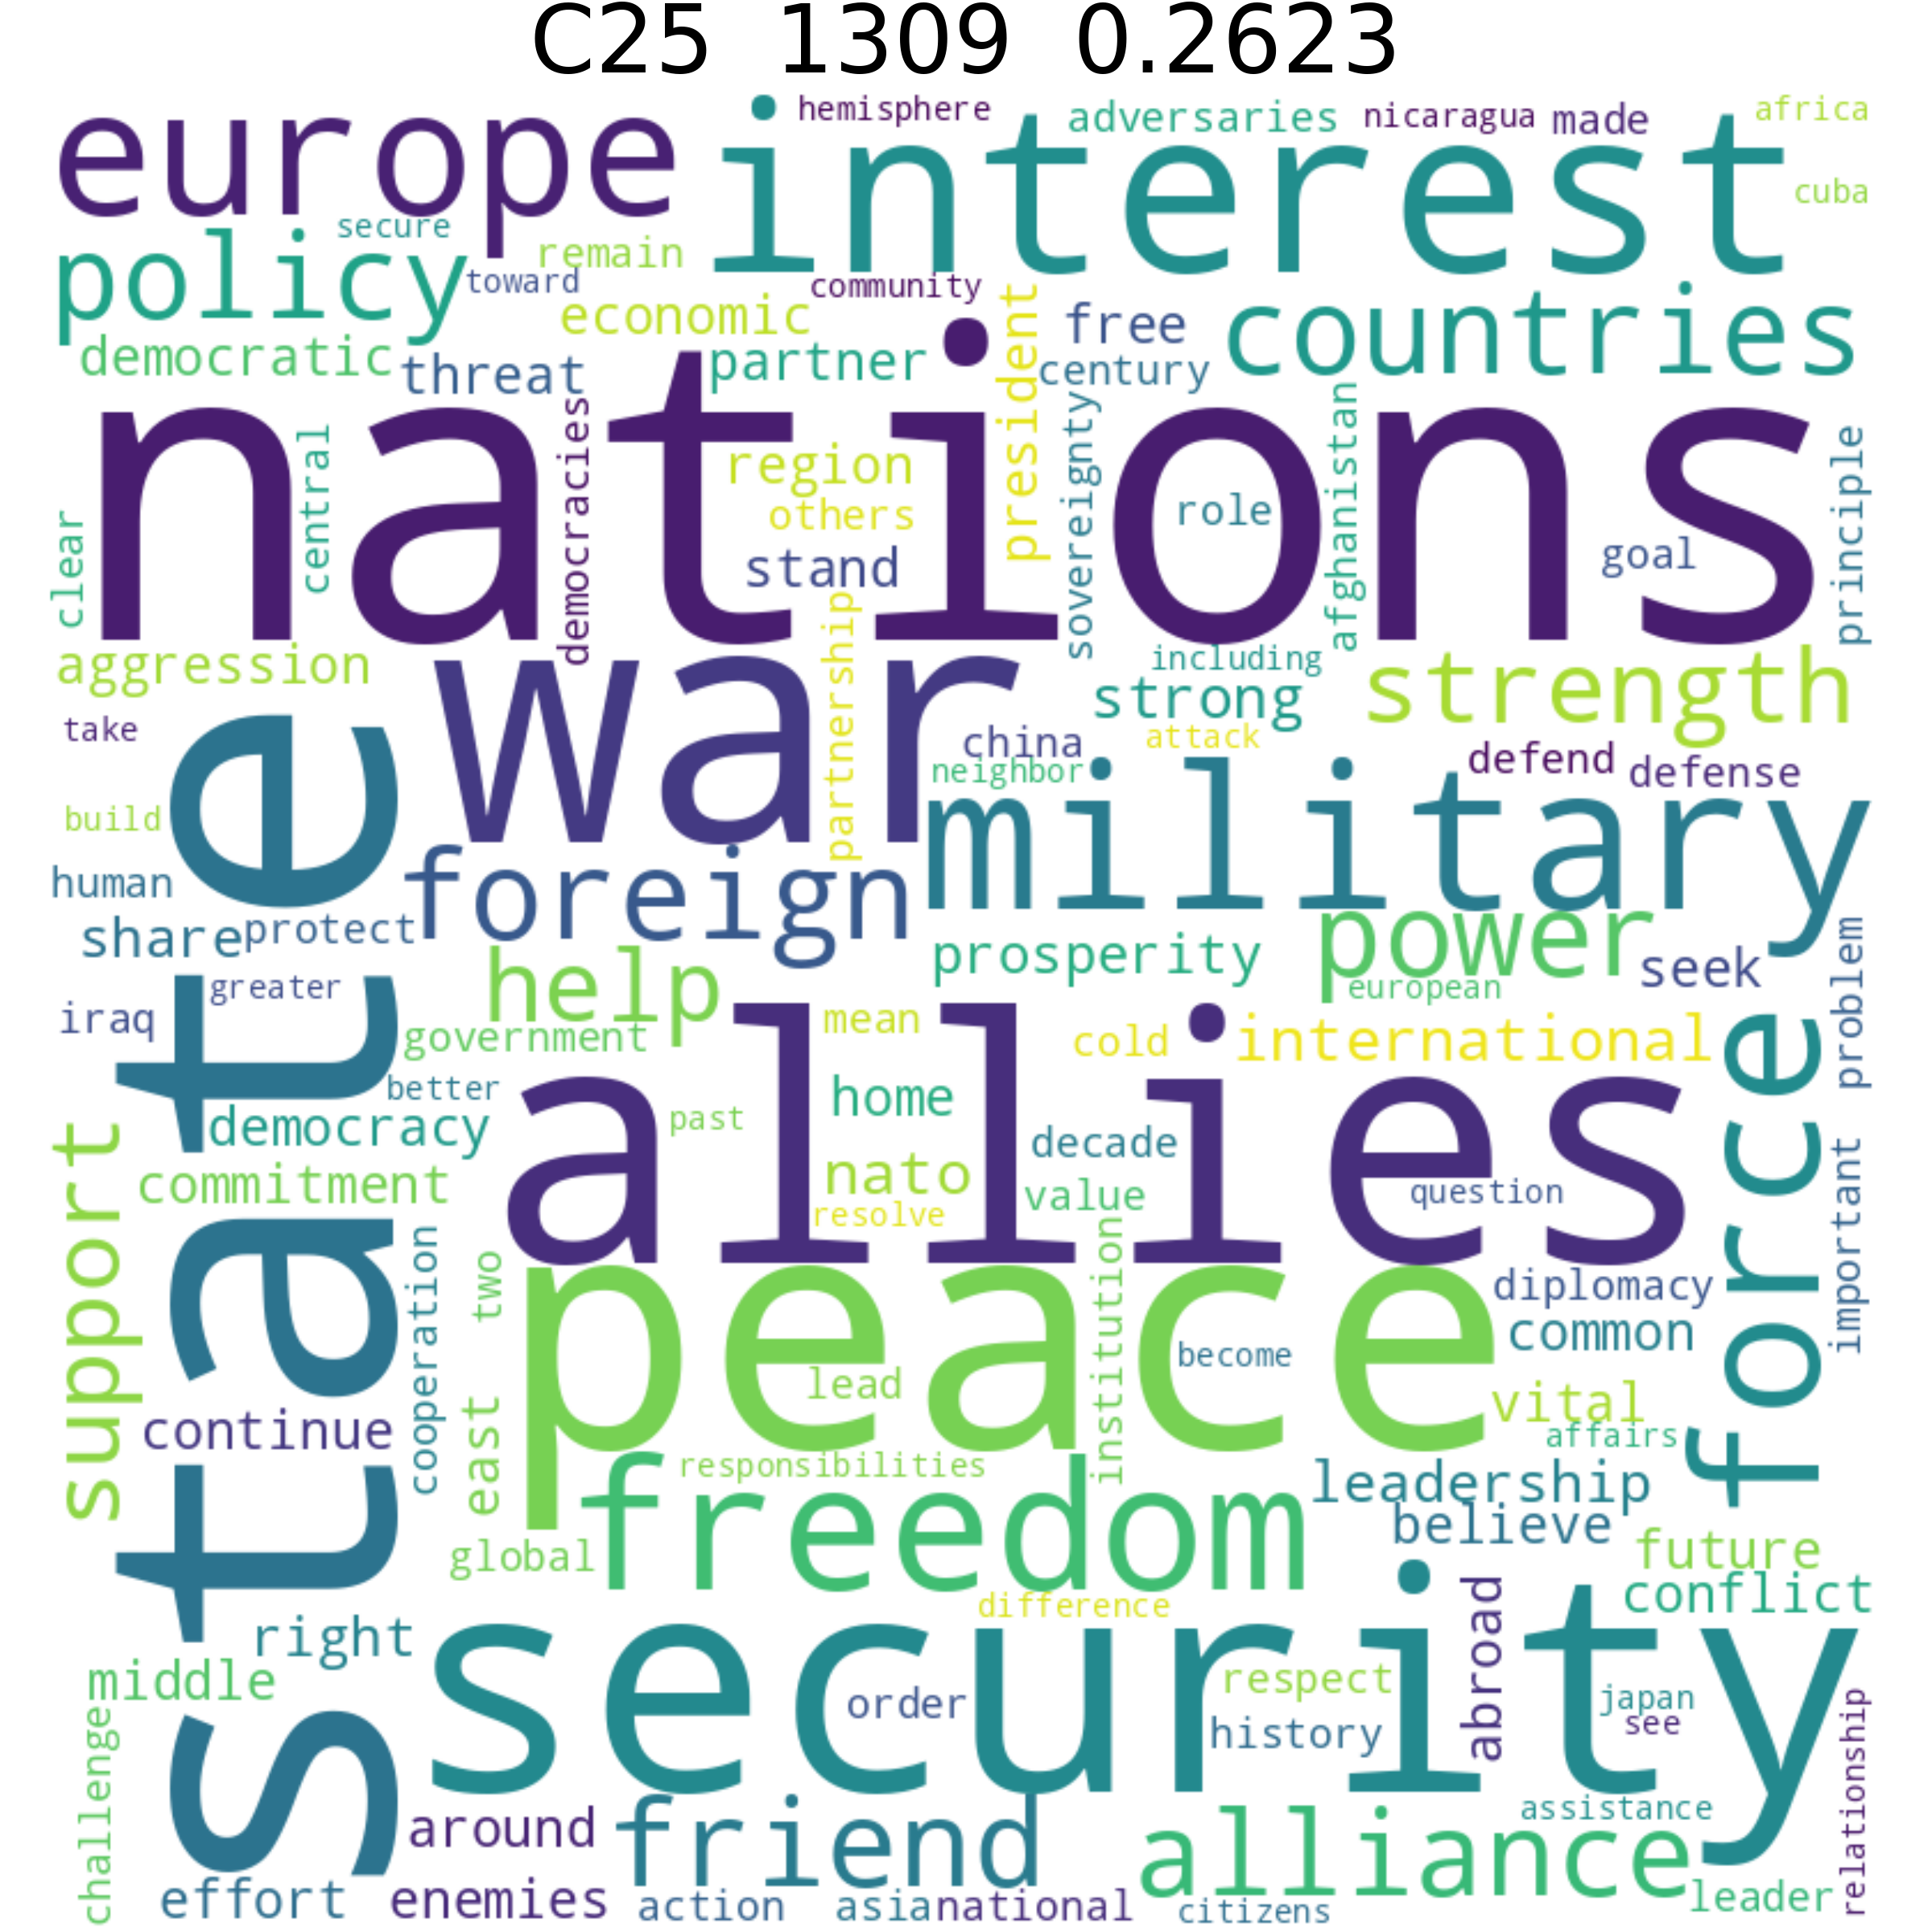 C25 1309 0.2623
hemisphere
adversaries
nicaragua
made
africa
europe
interest
cuba
secure
policy
remain
toward
community
economic
president
free
countries
democratic
threat
partner
century
nations
democracies
central
region
sovereignty
afghanistan
principle
others
role
clear
stand
goal
partnership
aggression
war
including
strong
strength
take
china
attack
neighbor
defend
defense
state
build
military
human
foreign
share
protect
power
help
prosperity
seek
problem
iraq
greater
european
government
mean
cold
international
allies
force
better
home
democracy
past
decade
support
commitment
nato
value
question
important
resolve
cooperation
two
institution
peace
diplomacy
common
become
lead
east
vital
continue
affairs
responsibilities
freedom
leadership
believe
global
future
difference
abroad
conflict
right
security
middle
respect
order
japan
history
see
relationship
challenge
around
friend
assistance
alliance
effort
enemies
action
asia
national
citizens
leader